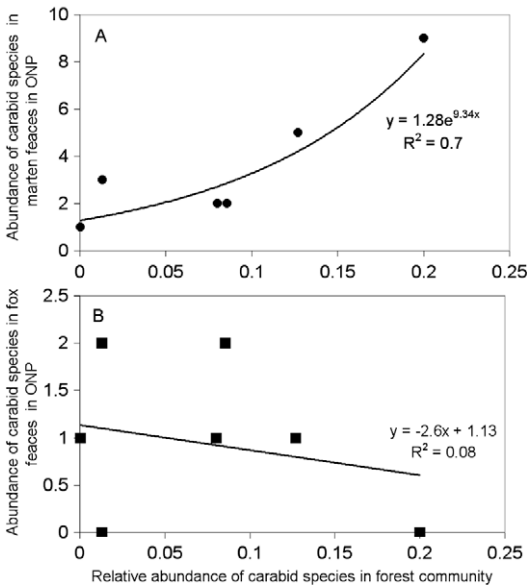 Abundance of carabid species in
marten feaces in ONP
10
A
8
6
4
2
0
y = 1.28e^9.34x
R² = 0.7
0
0.05
0.1
0.15
0.2
0.25
Abundance of carabid species in fox
feaces in ONP
2.5
B
2
1.5
1
0.5
0
y = -2.6x + 1.13
R² = 0.08
0
0.05
0.1
0.15
0.2
0.25
Relative abundance of carabid species in forest community